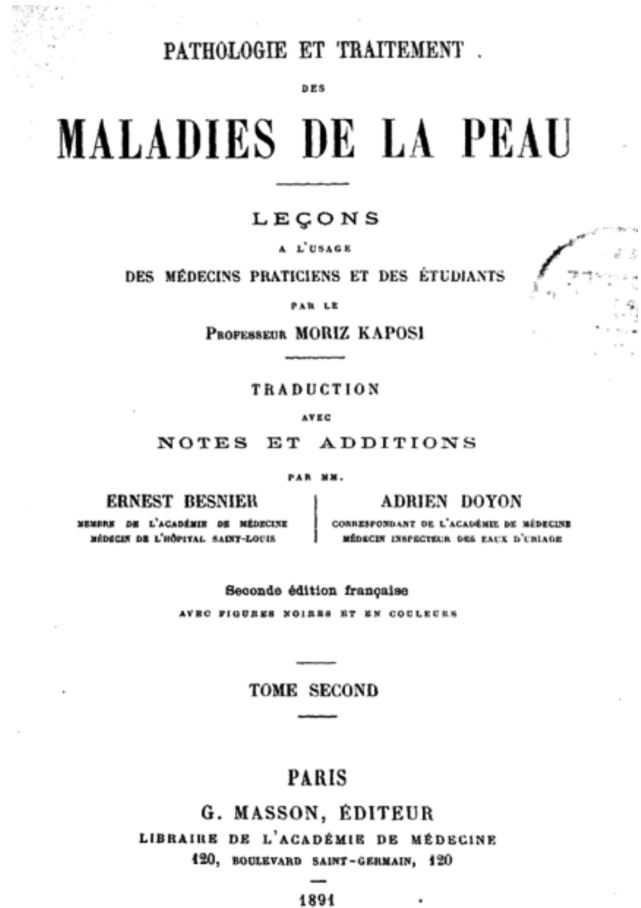 PATHOLOGIE ET TRAITEMENT
DES
MALADIES DE LA PEAU
LEÇONS
A L'USAGE
DES MÉDECINS PRATICIENS ET DES ÉTUDIANTS
PAR LE
PROFESSEUR MORIZ KAPOSI
TRADUCTION
AVEC
NOTES ET ADDITIONS
PAR MM.
ERNEST BESNIER
MEMBRE DE L'ACADÉMIE DE MÉDECINE
MÉDECIN DE L'HÔPITAL SAINT-LOUIS
ADRIEN DOYON
CORRESPONDANT DE L'ACADÉMIE DE MÉDECINE
MÉDECIN INSPECTEUR DES EAUX D'URIAGE
Seconde édition française
AVEC FIGURES NOIRES ET EN COULEURS
TOME SECOND
PARIS
G. MASSON, ÉDITEUR
LIBRAIRE DE L'ACADÉMIE DE MÉDECINE
120, BOULEVARD SAINT-GERMAIN, 120
1891